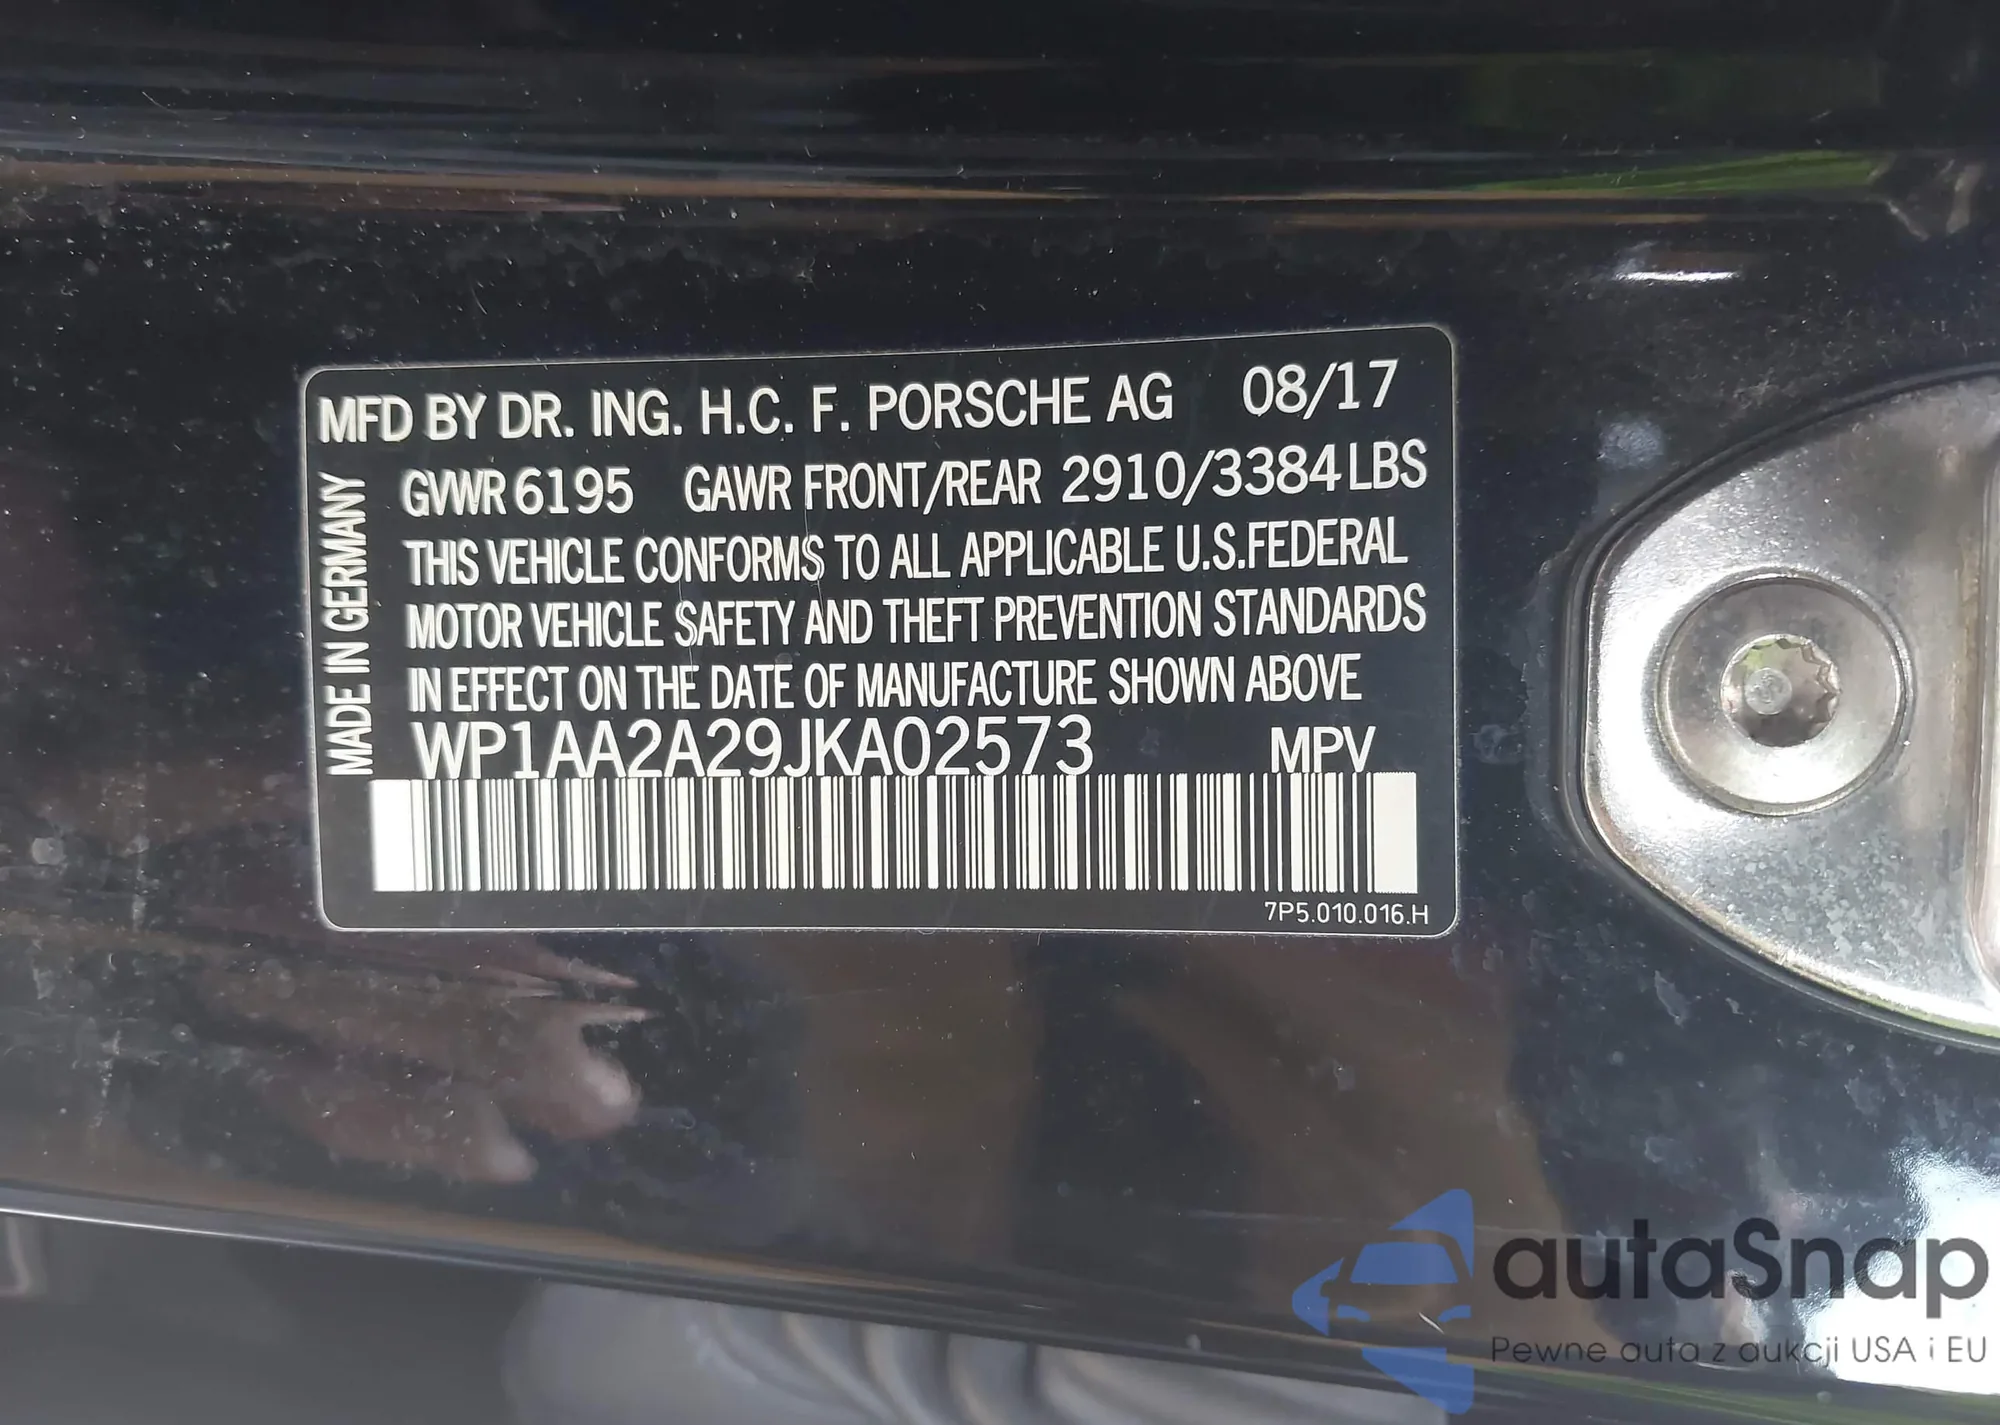 MFD BY DR. ING. H.C. F. PORSCHE AG 08/17
GVWR 6195 GAWR FRONT/REAR 2910/3384 LBS
THIS VEHICLE CONFORMS TO ALL APPLICABLE U.S.FEDERAL
MOTOR VEHICLE SAFETY AND THEFT PREVENTION STANDARDS
IN EFFECT ON THE DATE OF MANUFACTURE SHOWN ABOVE
WP1AA2A29JKA02573 MPV
MADE IN GERMANY
7P5.010.016.H
autaSnap
Pewne auta z aukcji USA i EU